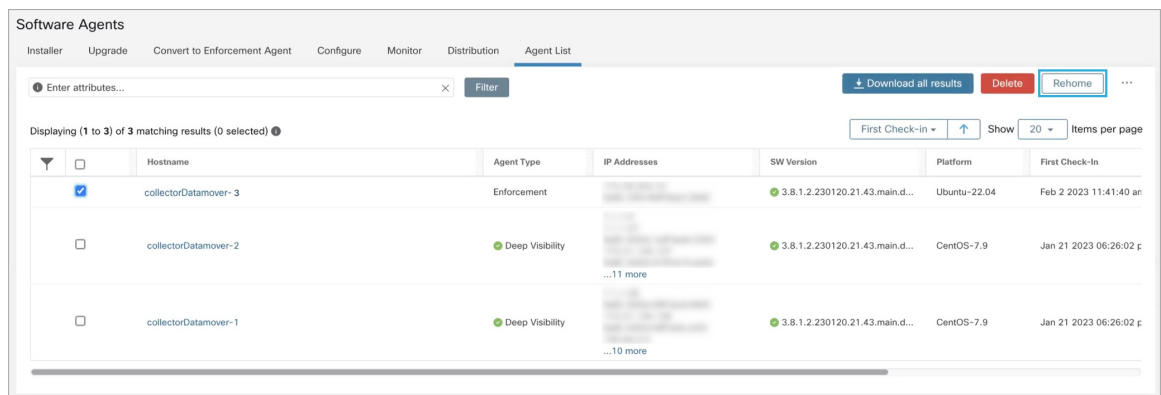 Software Agents
Installer Upgrade Convert to Enforcement Agent Configure Monitor Distribution Agent List
Enter attributes... × Filter Download all results Delete Rehome ...
Displaying (1 to 3) of 3 matching results (0 selected) First Check-in Show 20 Items per page
Hostname Agent Type IP Addresses SW Version Platform First Check-In
collectorDatamover- 3 Enforcement 3.8.1.2.230120.21.43.main.d... Ubuntu-22.04 Feb 2 2023 11:41:40 an
collectorDatamover-2 Deep Visibility 3.8.1.2.230120.21.43.main.d... CentOS-7.9 Jan 21 2023 06:26:02 p
...11 more
collectorDatamover-1 Deep Visibility 3.8.1.2.230120.21.43.main.d... CentOS-7.9 Jan 21 2023 06:26:02 p
...10 more